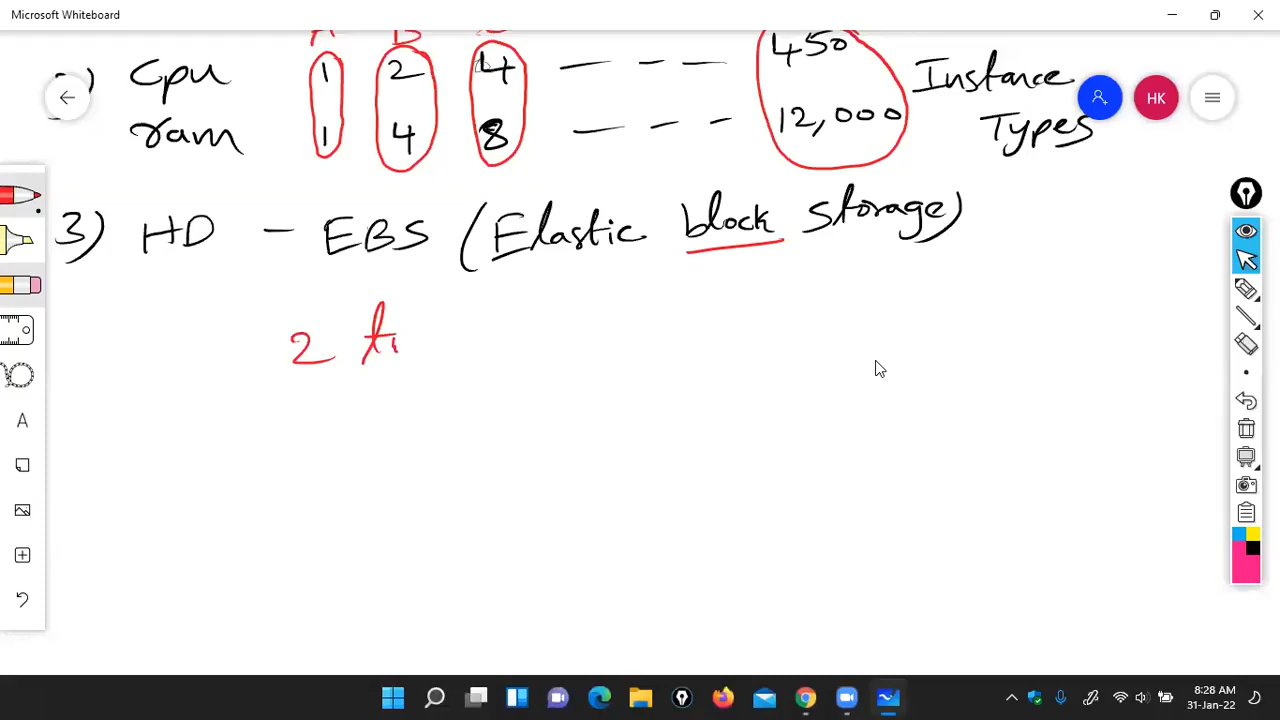 Microsoft Whiteboard
450
Cpu 1 2 4 — - — Instance
ram 1 4 8 — - - 12,000 Types
HK
3) HD - EBS (Elastic block storage)
2
A
8:28 AM
31-Jan-22